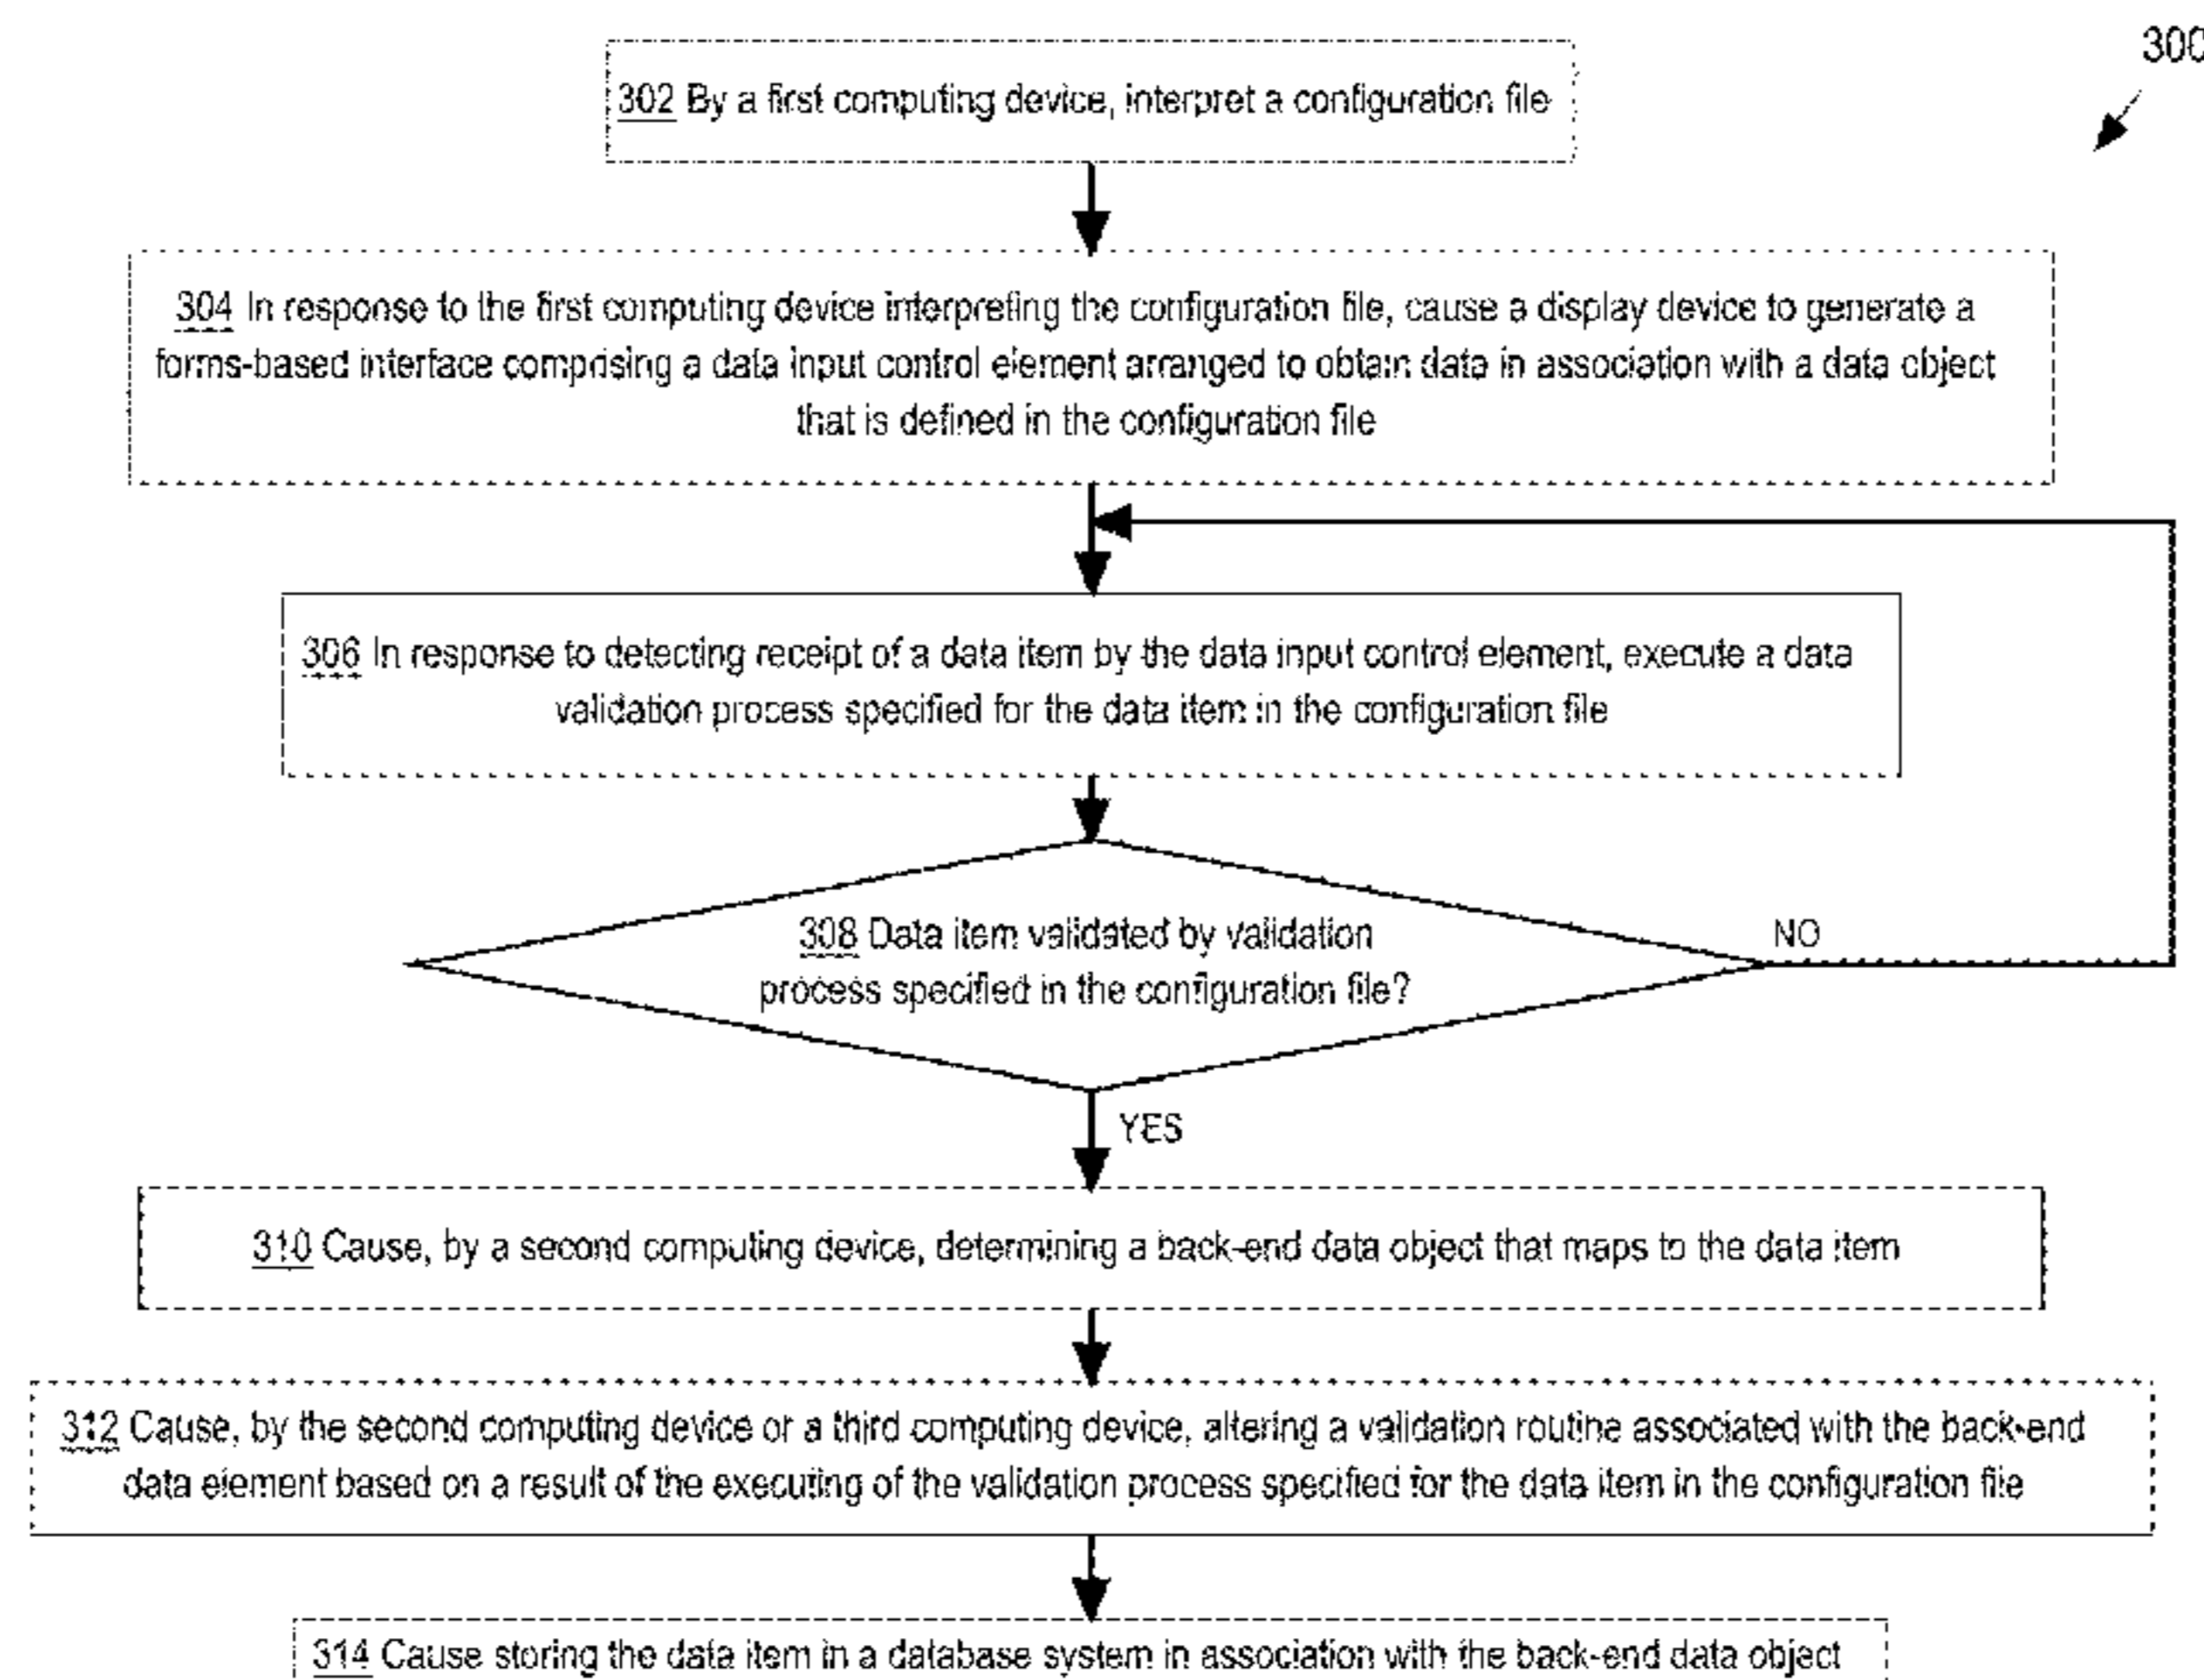 300
302 By a first computing device, interpret a configuration file
304 In response to the first computing device interpreting the configuration file, cause a display device to generate a
forms-based interface comprising a data input control element arranged to obtain data in association with a data object
that is defined in the configuration file
306 In response to detecting receipt of a data item by the data input control element, execute a data
validation process specified for the data item in the configuration file
308 Data item validated by validation
process specified in the configuration file?
NO
YES
310 Cause, by a second computing device, determining a back-end data object that maps to the data item
312 Cause, by the second computing device or a third computing device, altering a validation routine associated with the back-end
data element based on a result of the executing of the validation process specified for the data item in the configuration file
314 Cause storing the data item in a database system in association with the back-end data object